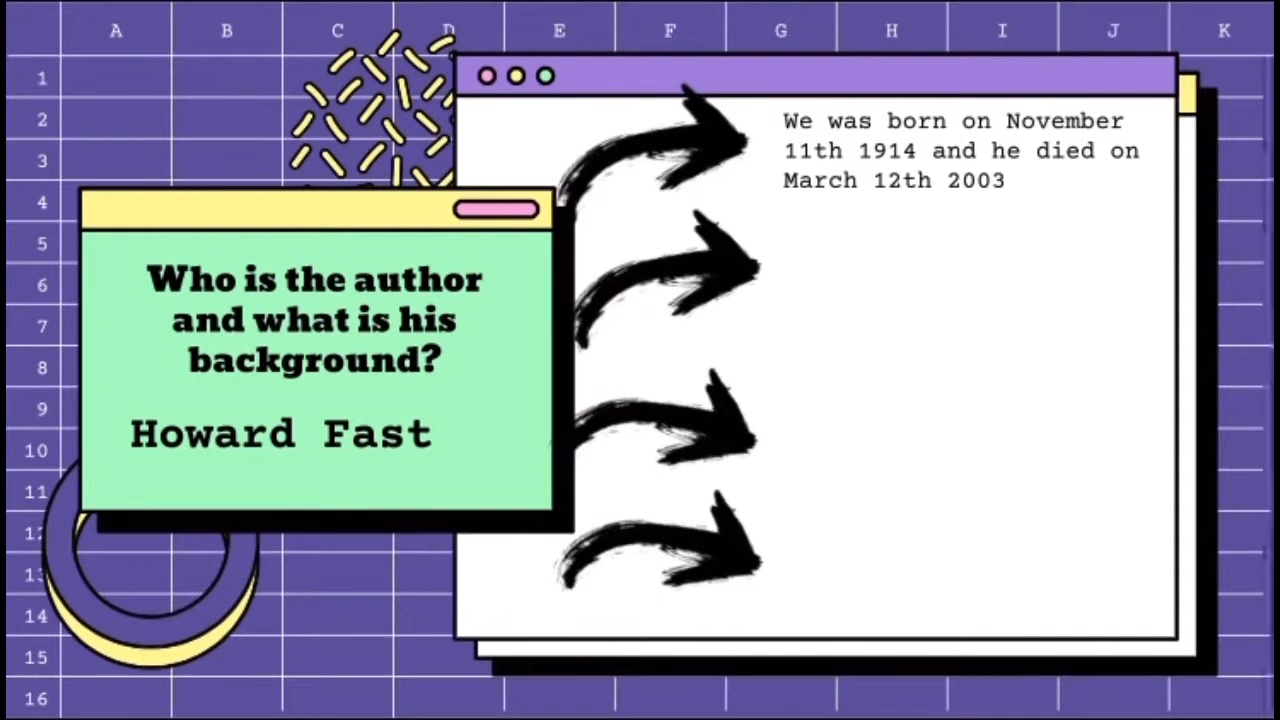 A B C D E F G H I J K
1
2
3
4
5
6
7
8
9
10
11
12
13
14
15
16
We was born on November
11th 1914 and he died on
March 12th 2003
Who is the author
and what is his
background?
Howard Fast